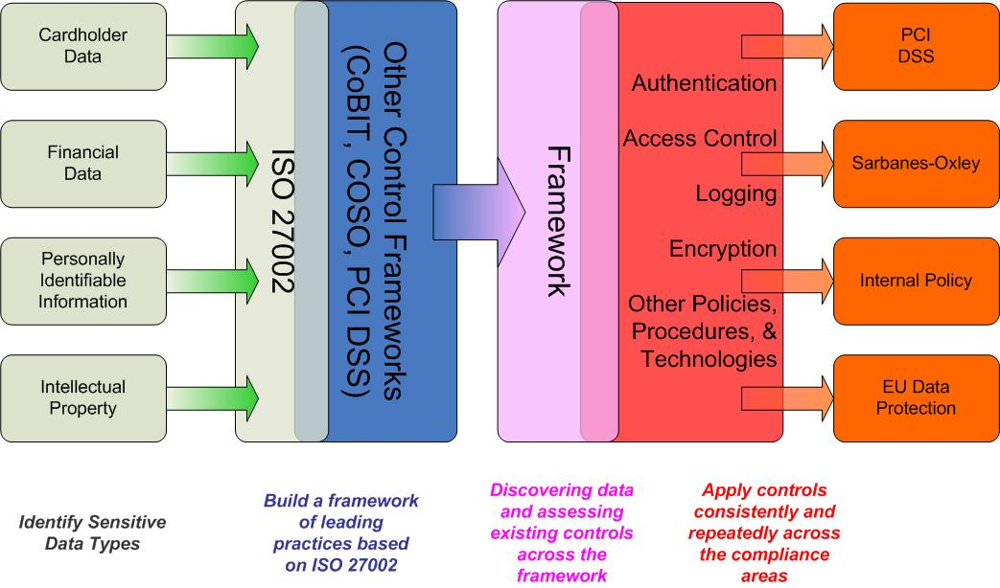 Cardholder
Data
Financial
Data
Personally
Identifiable
Information
Intellectual
Property
ISO 27002
Other Control Frameworks
(CoBIT, COSO, PCI DSS)
Framework
Authentication
Access Control
Logging
Encryption
Other Policies,
Procedures, &
Technologies
PCI
DSS
Sarbanes-Oxley
Internal Policy
EU Data
Protection
Identify Sensitive
Data Types
Build a framework
of leading
practices based
on ISO 27002
Discovering data
and assessing
existing controls
across the
framework
Apply controls
consistently and
repeatedly across
the compliance
areas